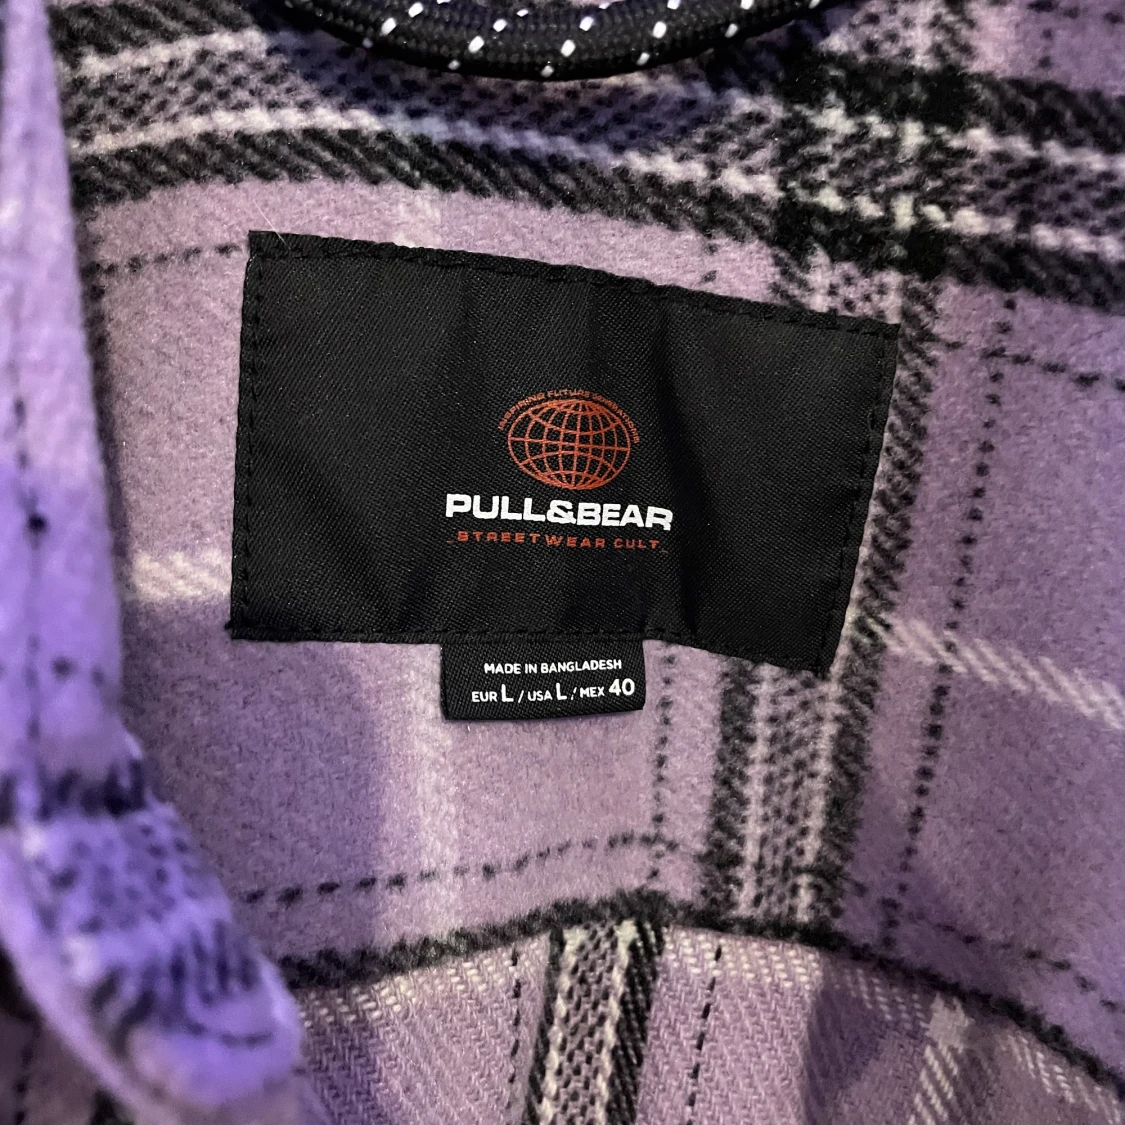 INSPIRING FUTURE GENERATIONS
PULL&BEAR
STREETWEAR CULT
MADE IN BANGLADESH
EUR L / USA L / MEX 40